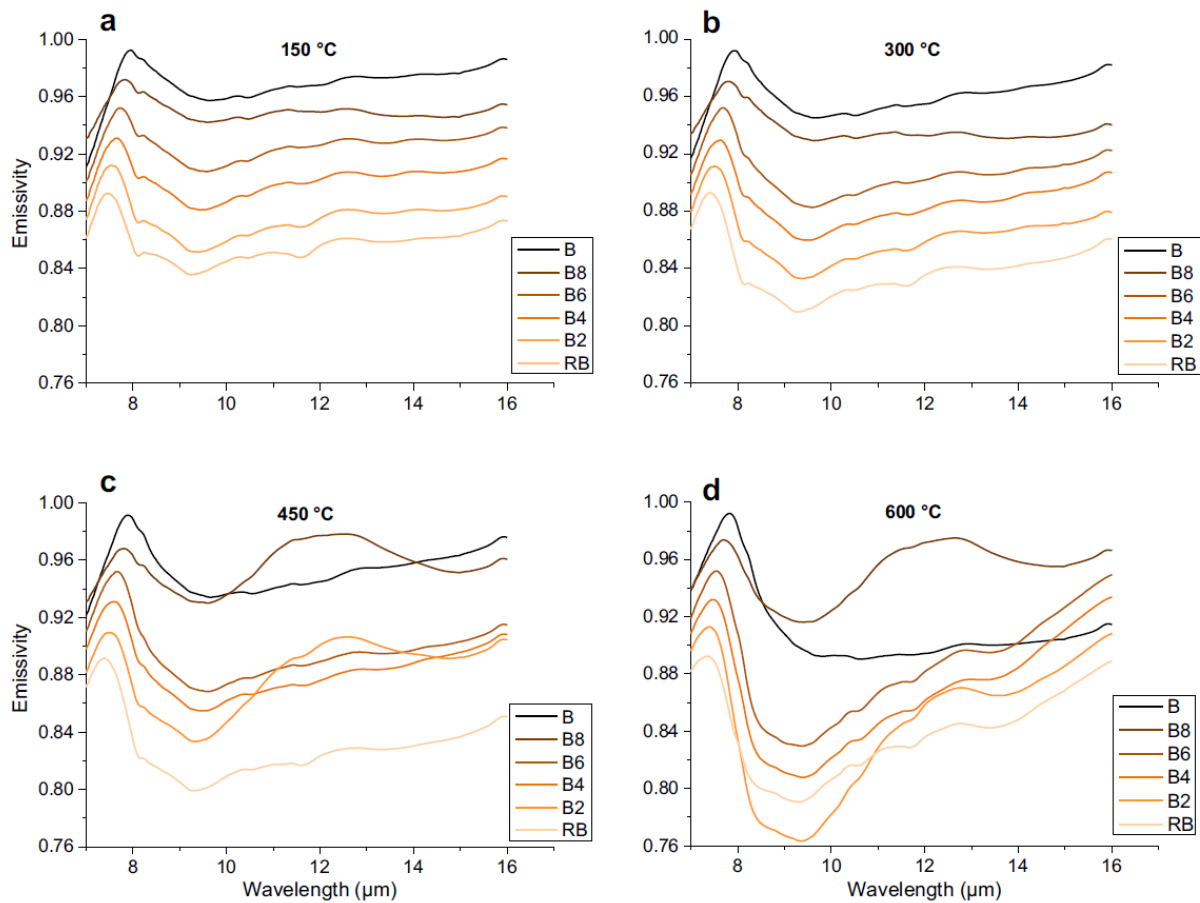 a
150 °C
1.00
0.96
0.92
0.88
0.84
0.80
0.76
Emissivity
8
10
12
14
16
B
B8
B6
B4
B2
RB
b
300 °C
1.00
0.96
0.92
0.88
0.84
0.80
0.76
8
10
12
14
16
B
B8
B6
B4
B2
RB
c
450 °C
1.00
0.96
0.92
0.88
0.84
0.80
0.76
Emissivity
8
10
12
14
16
Wavelength (µm)
B
B8
B6
B4
B2
RB
d
600 °C
1.00
0.96
0.92
0.88
0.84
0.80
0.76
8
10
12
14
16
Wavelength (µm)
B
B8
B6
B4
B2
RB